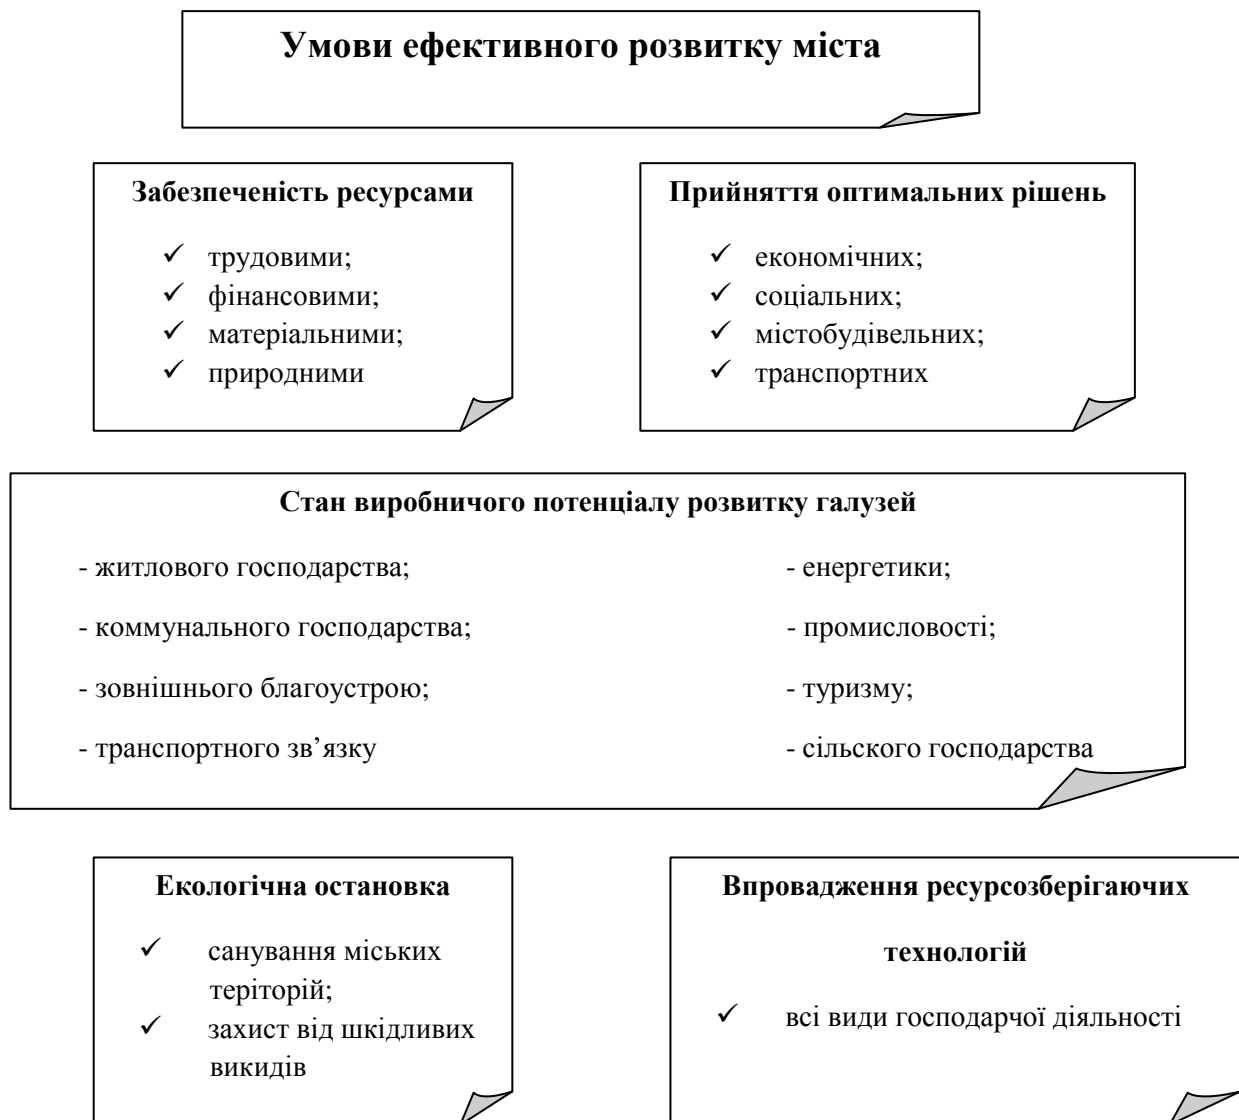 Умови ефективного розвитку міста
Забезпеченість ресурсами
✓ трудовими;
✓ фінансовими;
✓ матеріальними;
✓ природними
Прийняття оптимальних рішень
✓ економічних;
✓ соціальних;
✓ містобудівельних;
✓ транспортних
Стан виробничого потенціалу розвитку галузей
- житлового господарства;
- коммунального господарства;
- зовнішнього благоустрою;
- транспортного зв’язку
- енергетики;
- промисловості;
- туризму;
- сільского господарства
Екологічна остановка
✓ санування міських
теріторій;
✓ захист від шкідливих
викидів
Впровадження ресурсозберігаючих
технологій
✓ всі види господарчої діяльності